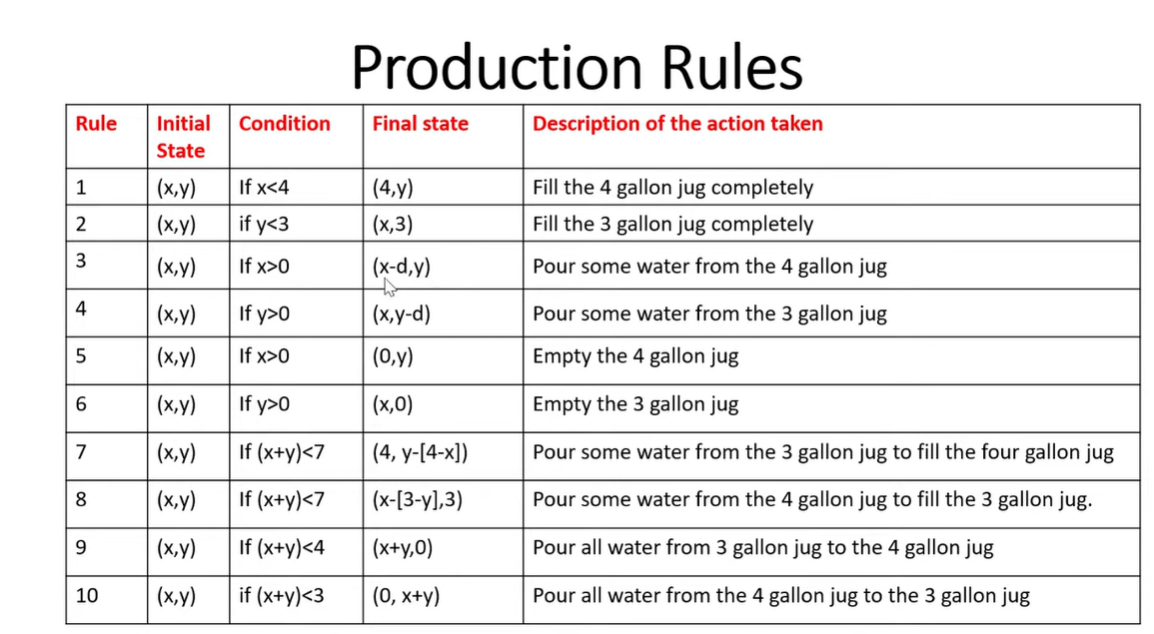 Production Rules
Rule Initial State Condition Final state Description of the action taken
1 (x,y) If x<4 (4,y) Fill the 4 gallon jug completely
2 (x,y) if y<3 (x,3) Fill the 3 gallon jug completely
3 (x,y) If x>0 (x-d,y) Pour some water from the 4 gallon jug
4 (x,y) If y>0 (x,y-d) Pour some water from the 3 gallon jug
5 (x,y) If x>0 (0,y) Empty the 4 gallon jug
6 (x,y) If y>0 (x,0) Empty the 3 gallon jug
7 (x,y) If (x+y)<7 (4, y-[4-x]) Pour some water from the 3 gallon jug to fill the four gallon jug
8 (x,y) If (x+y)<7 (x-[3-y],3) Pour some water from the 4 gallon jug to fill the 3 gallon jug.
9 (x,y) If (x+y)<4 (x+y,0) Pour all water from 3 gallon jug to the 4 gallon jug
10 (x,y) if (x+y)<3 (0, x+y) Pour all water from the 4 gallon jug to the 3 gallon jug